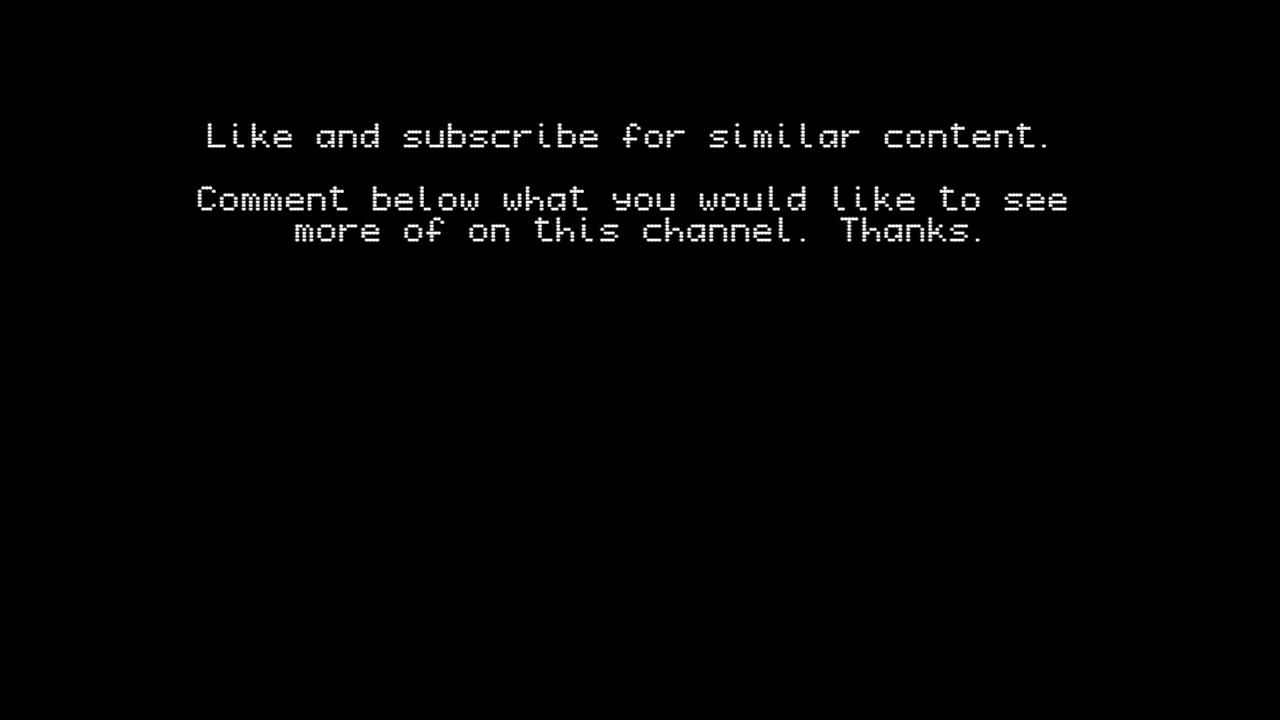 Like and subscribe for similar content.
Comment below what you would like to see
more of on this channel. Thanks.